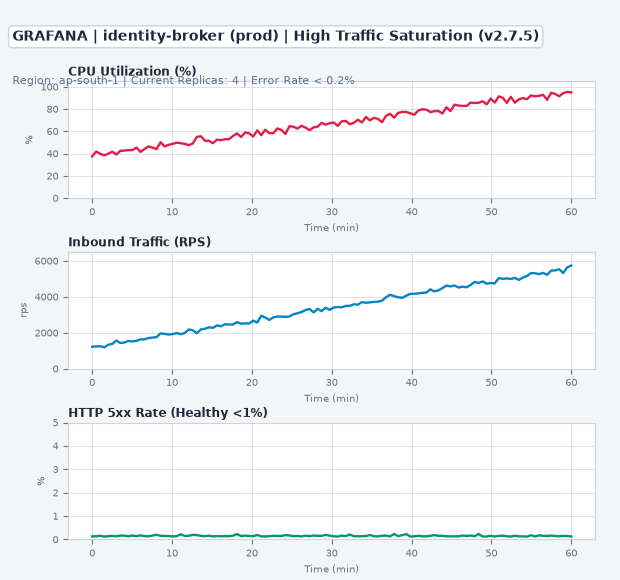 GRAFANA | identity-broker (prod) | High Traffic Saturation (v2.7.5)
CPU Utilization (%)
Region: ap-south-1 | Current Replicas: 4 | Error Rate < 0.2%
100
80
60
40
20
0
%
0 10 20 30 40 50 60
Time (min)
Inbound Traffic (RPS)
6000
4000
2000
0
rps
0 10 20 30 40 50 60
Time (min)
HTTP 5xx Rate (Healthy <1%)
5
4
3
2
1
0
%
0 10 20 30 40 50 60
Time (min)